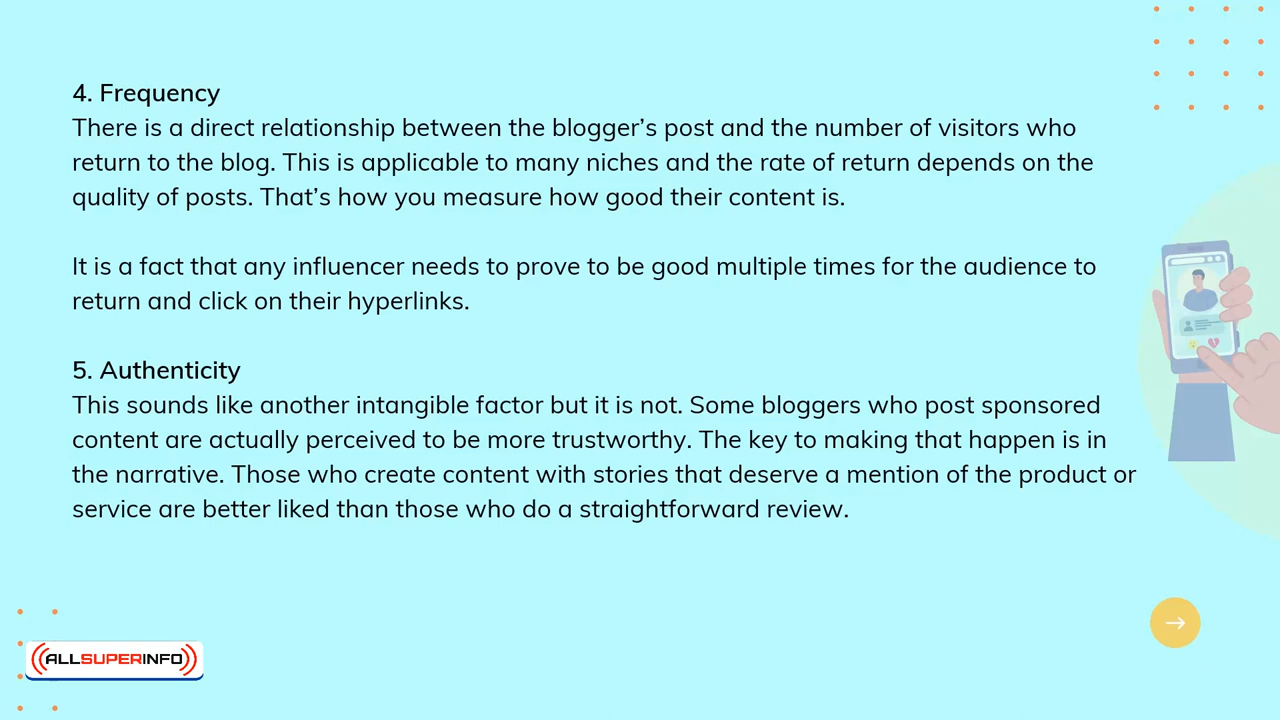 4. Frequency
There is a direct relationship between the blogger’s post and the number of visitors who
return to the blog. This is applicable to many niches and the rate of return depends on the
quality of posts. That’s how you measure how good their content is.
It is a fact that any influencer needs to prove to be good multiple times for the audience to
return and click on their hyperlinks.
5. Authenticity
This sounds like another intangible factor but it is not. Some bloggers who post sponsored
content are actually perceived to be more trustworthy. The key to making that happen is in
the narrative. Those who create content with stories that deserve a mention of the product or
service are better liked than those who do a straightforward review.
ALLSUPERINFO